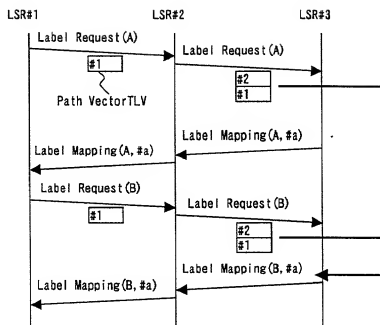 LSR#1 LSR#2 LSR#3
Label Request(A)
Label Request(A)
#1
#2
#1
Path VectorTLV
Label Mapping(A,#a)
Label Mapping(A,#a)
Label Request(B)
Label Request(B)
#1
#2
#1
Label Mapping(B,#a)
Label Mapping(B,#a)